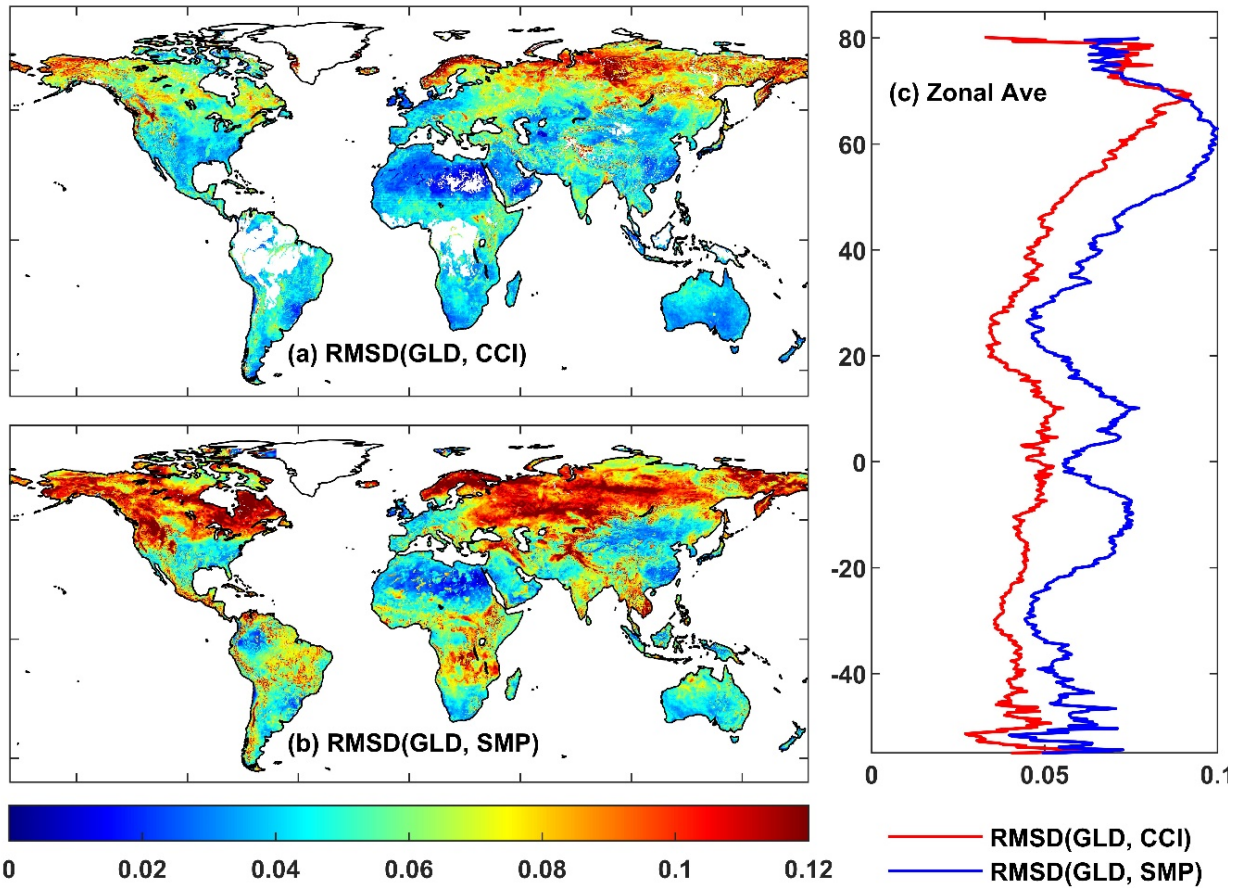 (a) RMSD(GLD, CCI)
(b) RMSD(GLD, SMP)
0 0.02 0.04 0.06 0.08 0.1 0.12
(c) Zonal Ave
80
60
40
20
0
-20
-40
0 0.05 0.1
RMSD(GLD, CCI)
RMSD(GLD, SMP)